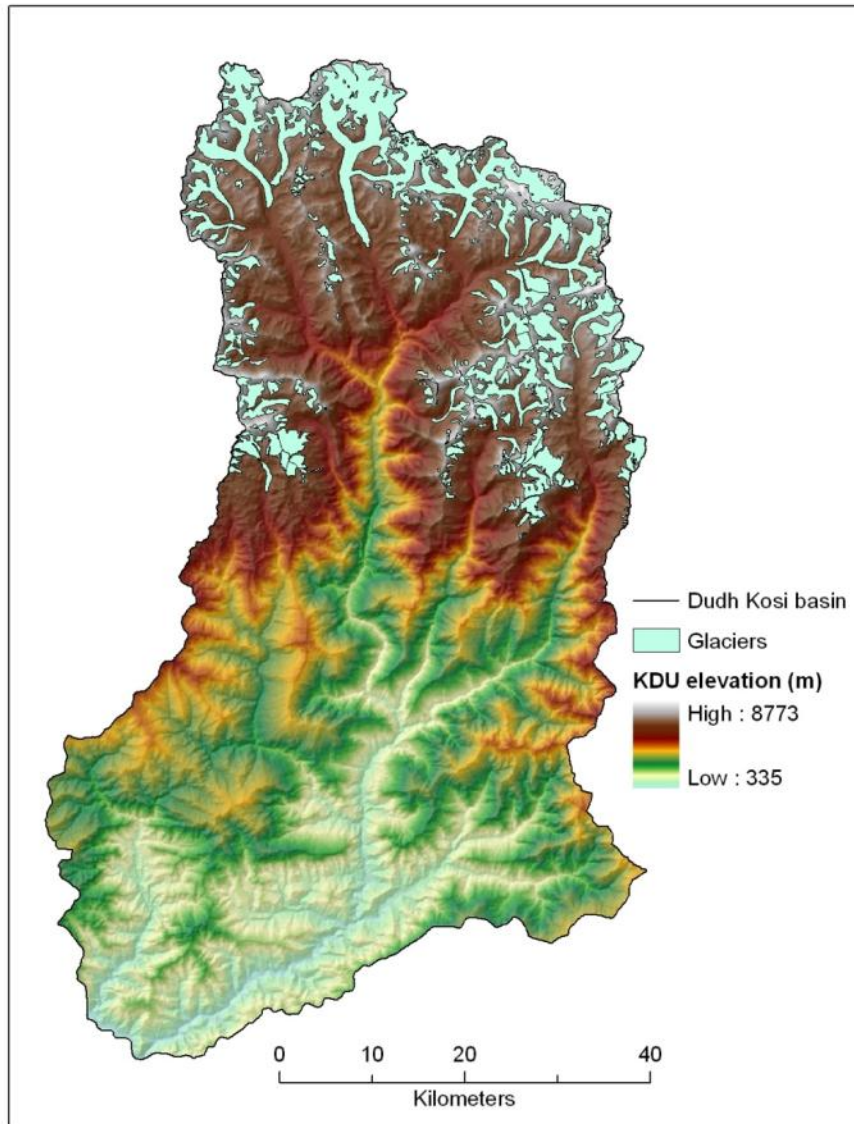 Dudh Kosi basin
Glaciers
KDU elevation (m)
High : 8773
Low : 335
0 10 20 40
Kilometers